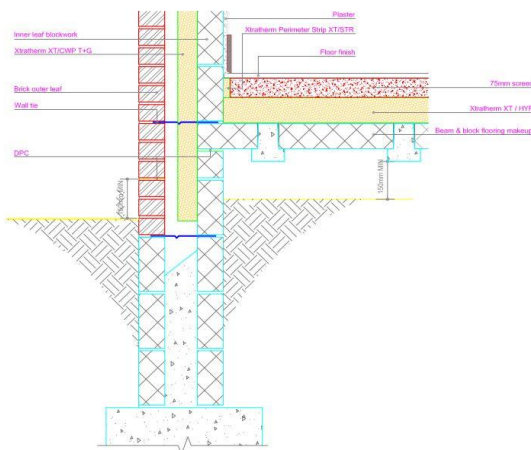 Plaster
Inner leaf blockwork
Xtratherm Perimeter Strip XT/STR
Xtratherm XT/CWP T+G
Floor finish
75mm screed
Brick outer leaf
Wall tie
Xtratherm XT / HYF
Beam & block flooring makeup
DPC
150mm MIN